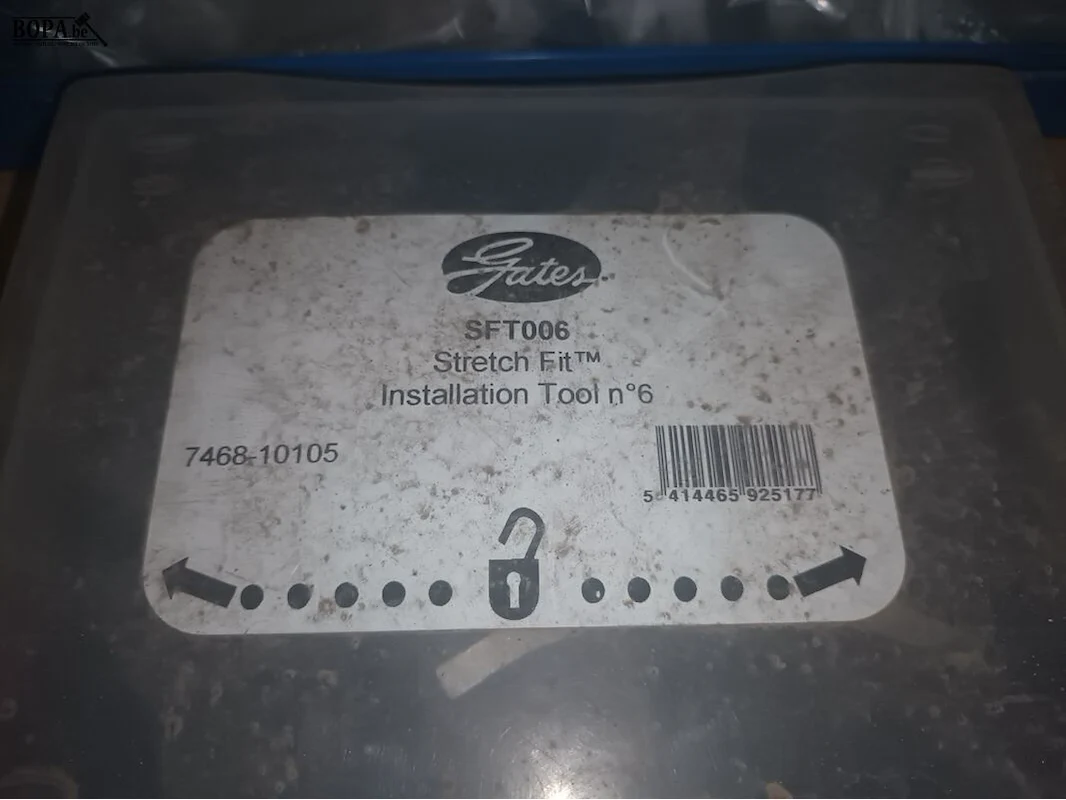 BOPA.be
Gates
SFT006
Stretch Fit™
Installation Tool n°6
7468-10105
5 414465 925177